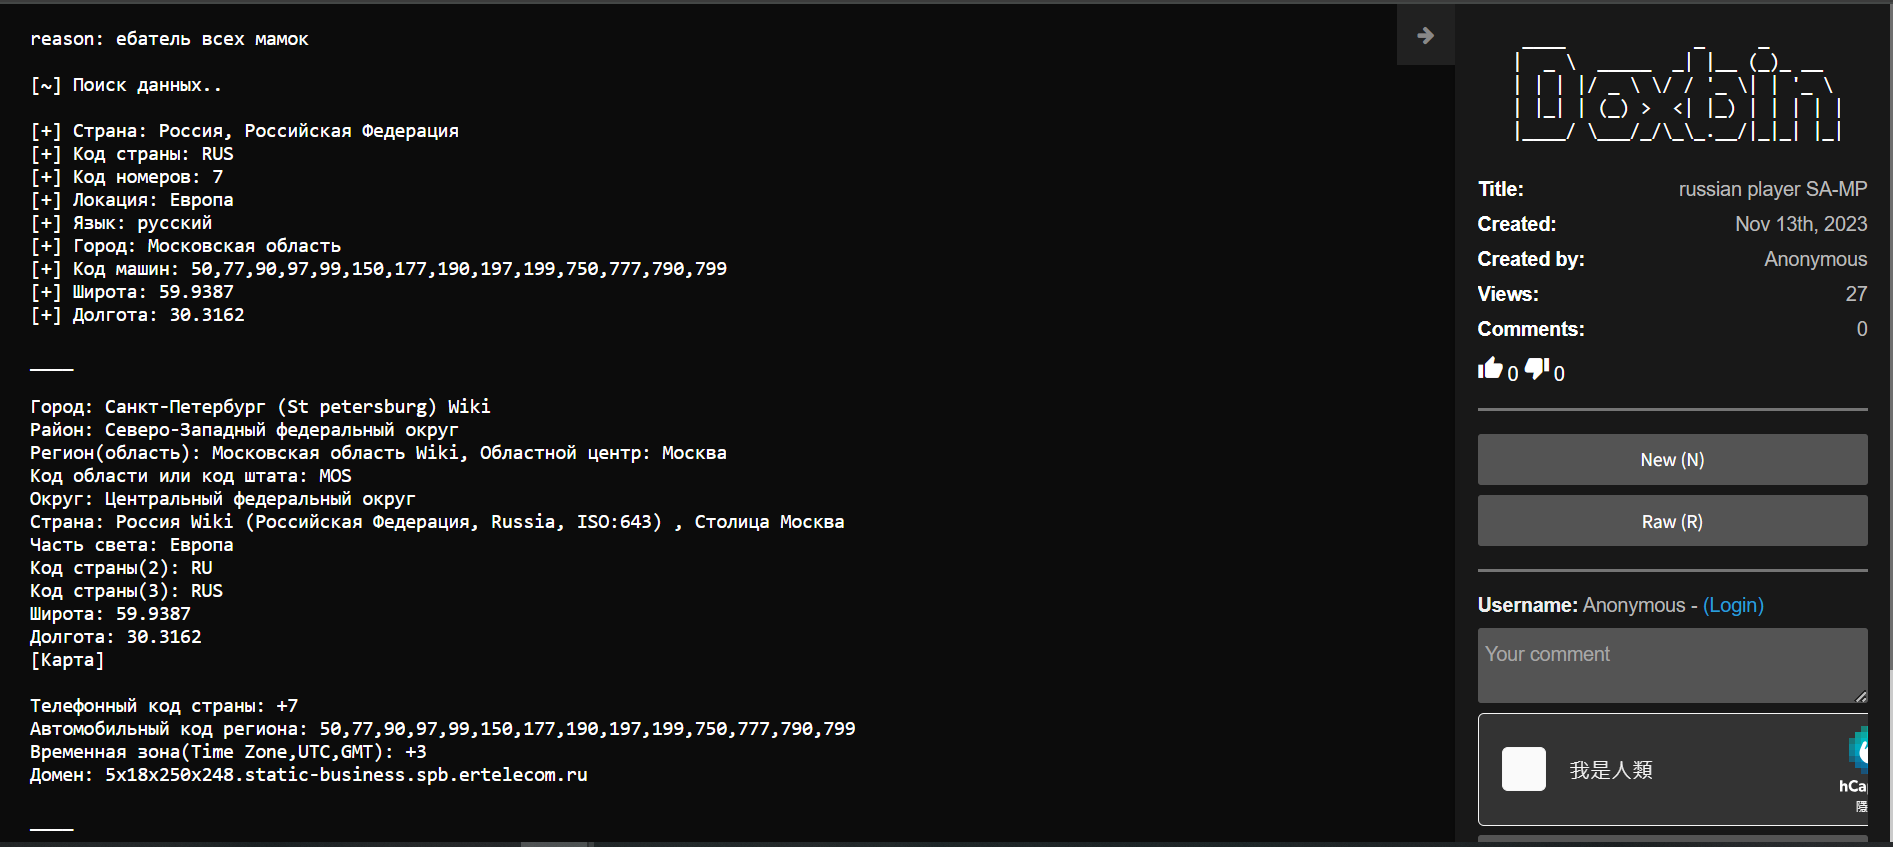 reason: ебатель всех мамок
[~] Поиск данных..
[+] Страна: Россия, Российская Федерация
[+] Код страны: RUS
[+] Код номеров: 7
[+] Локация: Европа
[+] Язык: русский
[+] Город: Московская область
[+] Код машин: 50,77,90,97,99,150,177,190,197,199,750,777,790,799
[+] Широта: 59.9387
[+] Долгота: 30.3162
____
Город: Санкт-Петербург (St petersburg) Wiki
Район: Северо-Западный федеральный округ
Регион(область): Московская область Wiki, Областной центр: Москва
Код области или код штата: MOS
Округ: Центральный федеральный округ
Страна: Россия Wiki (Российская Федерация, Russia, ISO:643) , Столица Москва
Часть света: Европа
Код страны(2): RU
Код страны(3): RUS
Широта: 59.9387
Долгота: 30.3162
[Карта]
Телефонный код страны: +7
Автомобильный код региона: 50,77,90,97,99,150,177,190,197,199,750,777,790,799
Временная зона(Time Zone,UTC,GMT): +3
Домен: 5x18x250x248.static-business.spb.ertelecom.ru
____
Doxbin
Title: russian player SA-MP
Created: Nov 13th, 2023
Created by: Anonymous
Views: 27
Comments: 0
0 0
New (N)
Raw (R)
Username: Anonymous - (Login)
Your comment
我是人類
hCap
隱